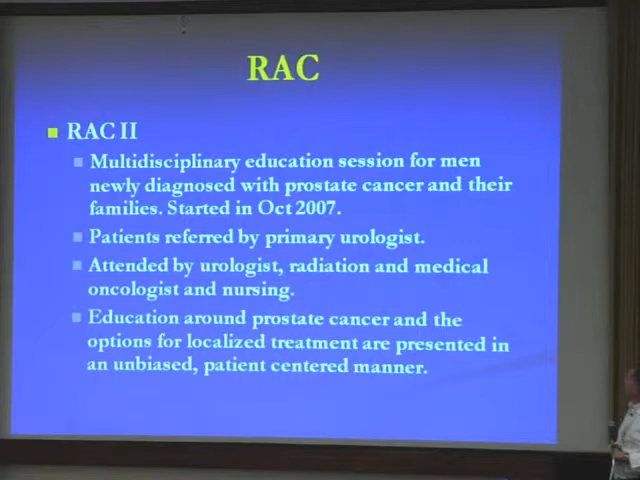 RAC
RAC II
Multidisciplinary education session for men
newly diagnosed with prostate cancer and their
families. Started in Oct 2007.
Patients referred by primary urologist.
Attended by urologist, radiation and medical
oncologist and nursing.
Education around prostate cancer and the
options for localized treatment are presented in
an unbiased, patient centered manner.